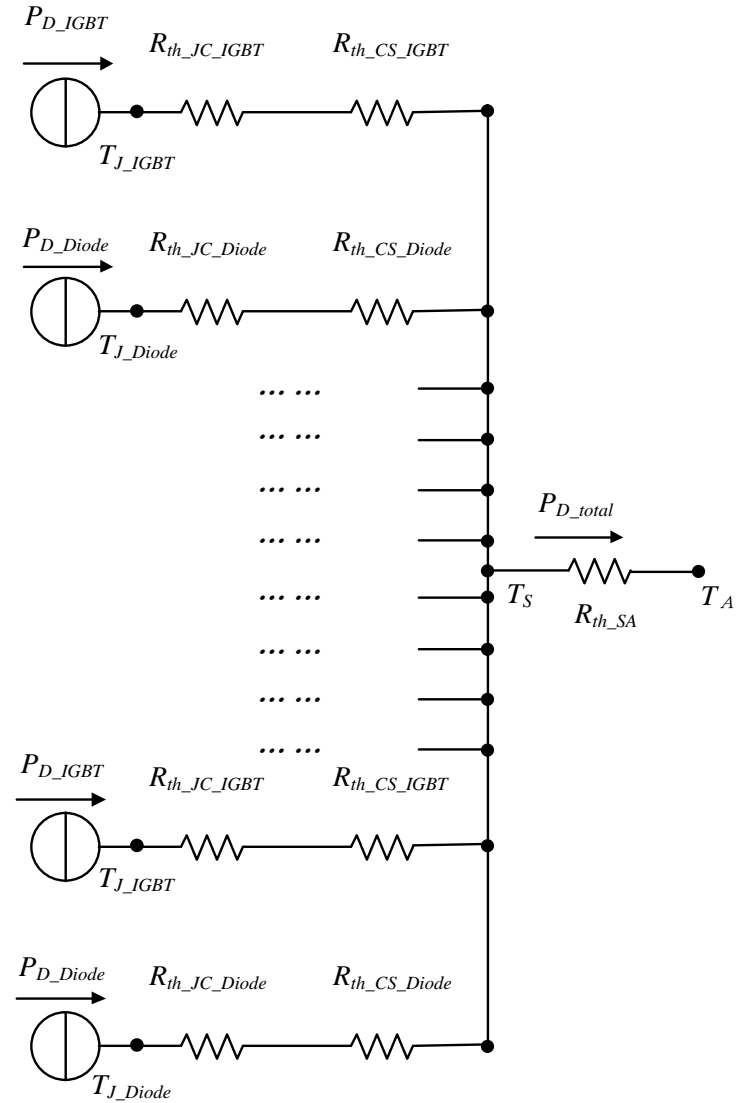 P_D_IGBT
R_th_JC_IGBT R_th_CS_IGBT
T_J_IGBT
P_D_Diode
R_th_JC_Diode R_th_CS_Diode
T_J_Diode
... ...
... ...
... ...
... ...
P_D_total
... ...
T_S
T_A
R_th_SA
... ...
... ...
... ...
P_D_IGBT
R_th_JC_IGBT R_th_CS_IGBT
T_J_IGBT
P_D_Diode
R_th_JC_Diode R_th_CS_Diode
T_J_Diode